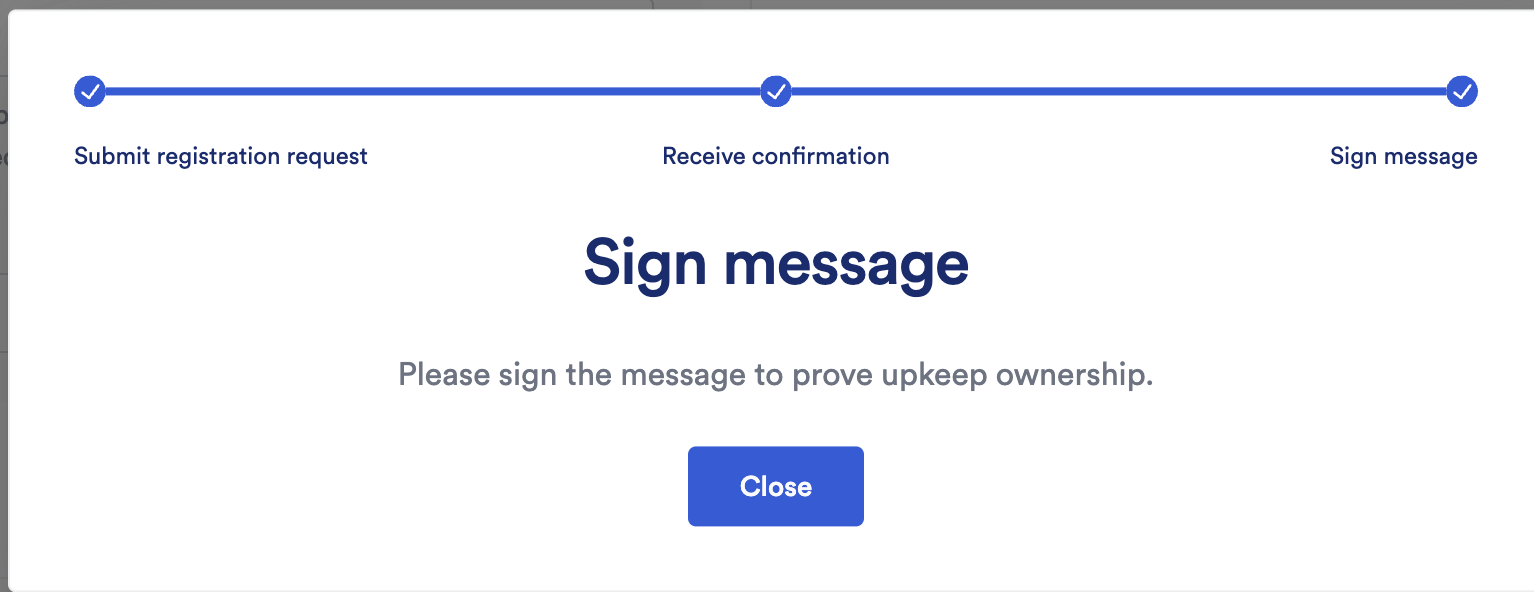 Submit registration request
Receive confirmation
Sign message
Sign message
Please sign the message to prove upkeep ownership.
Close